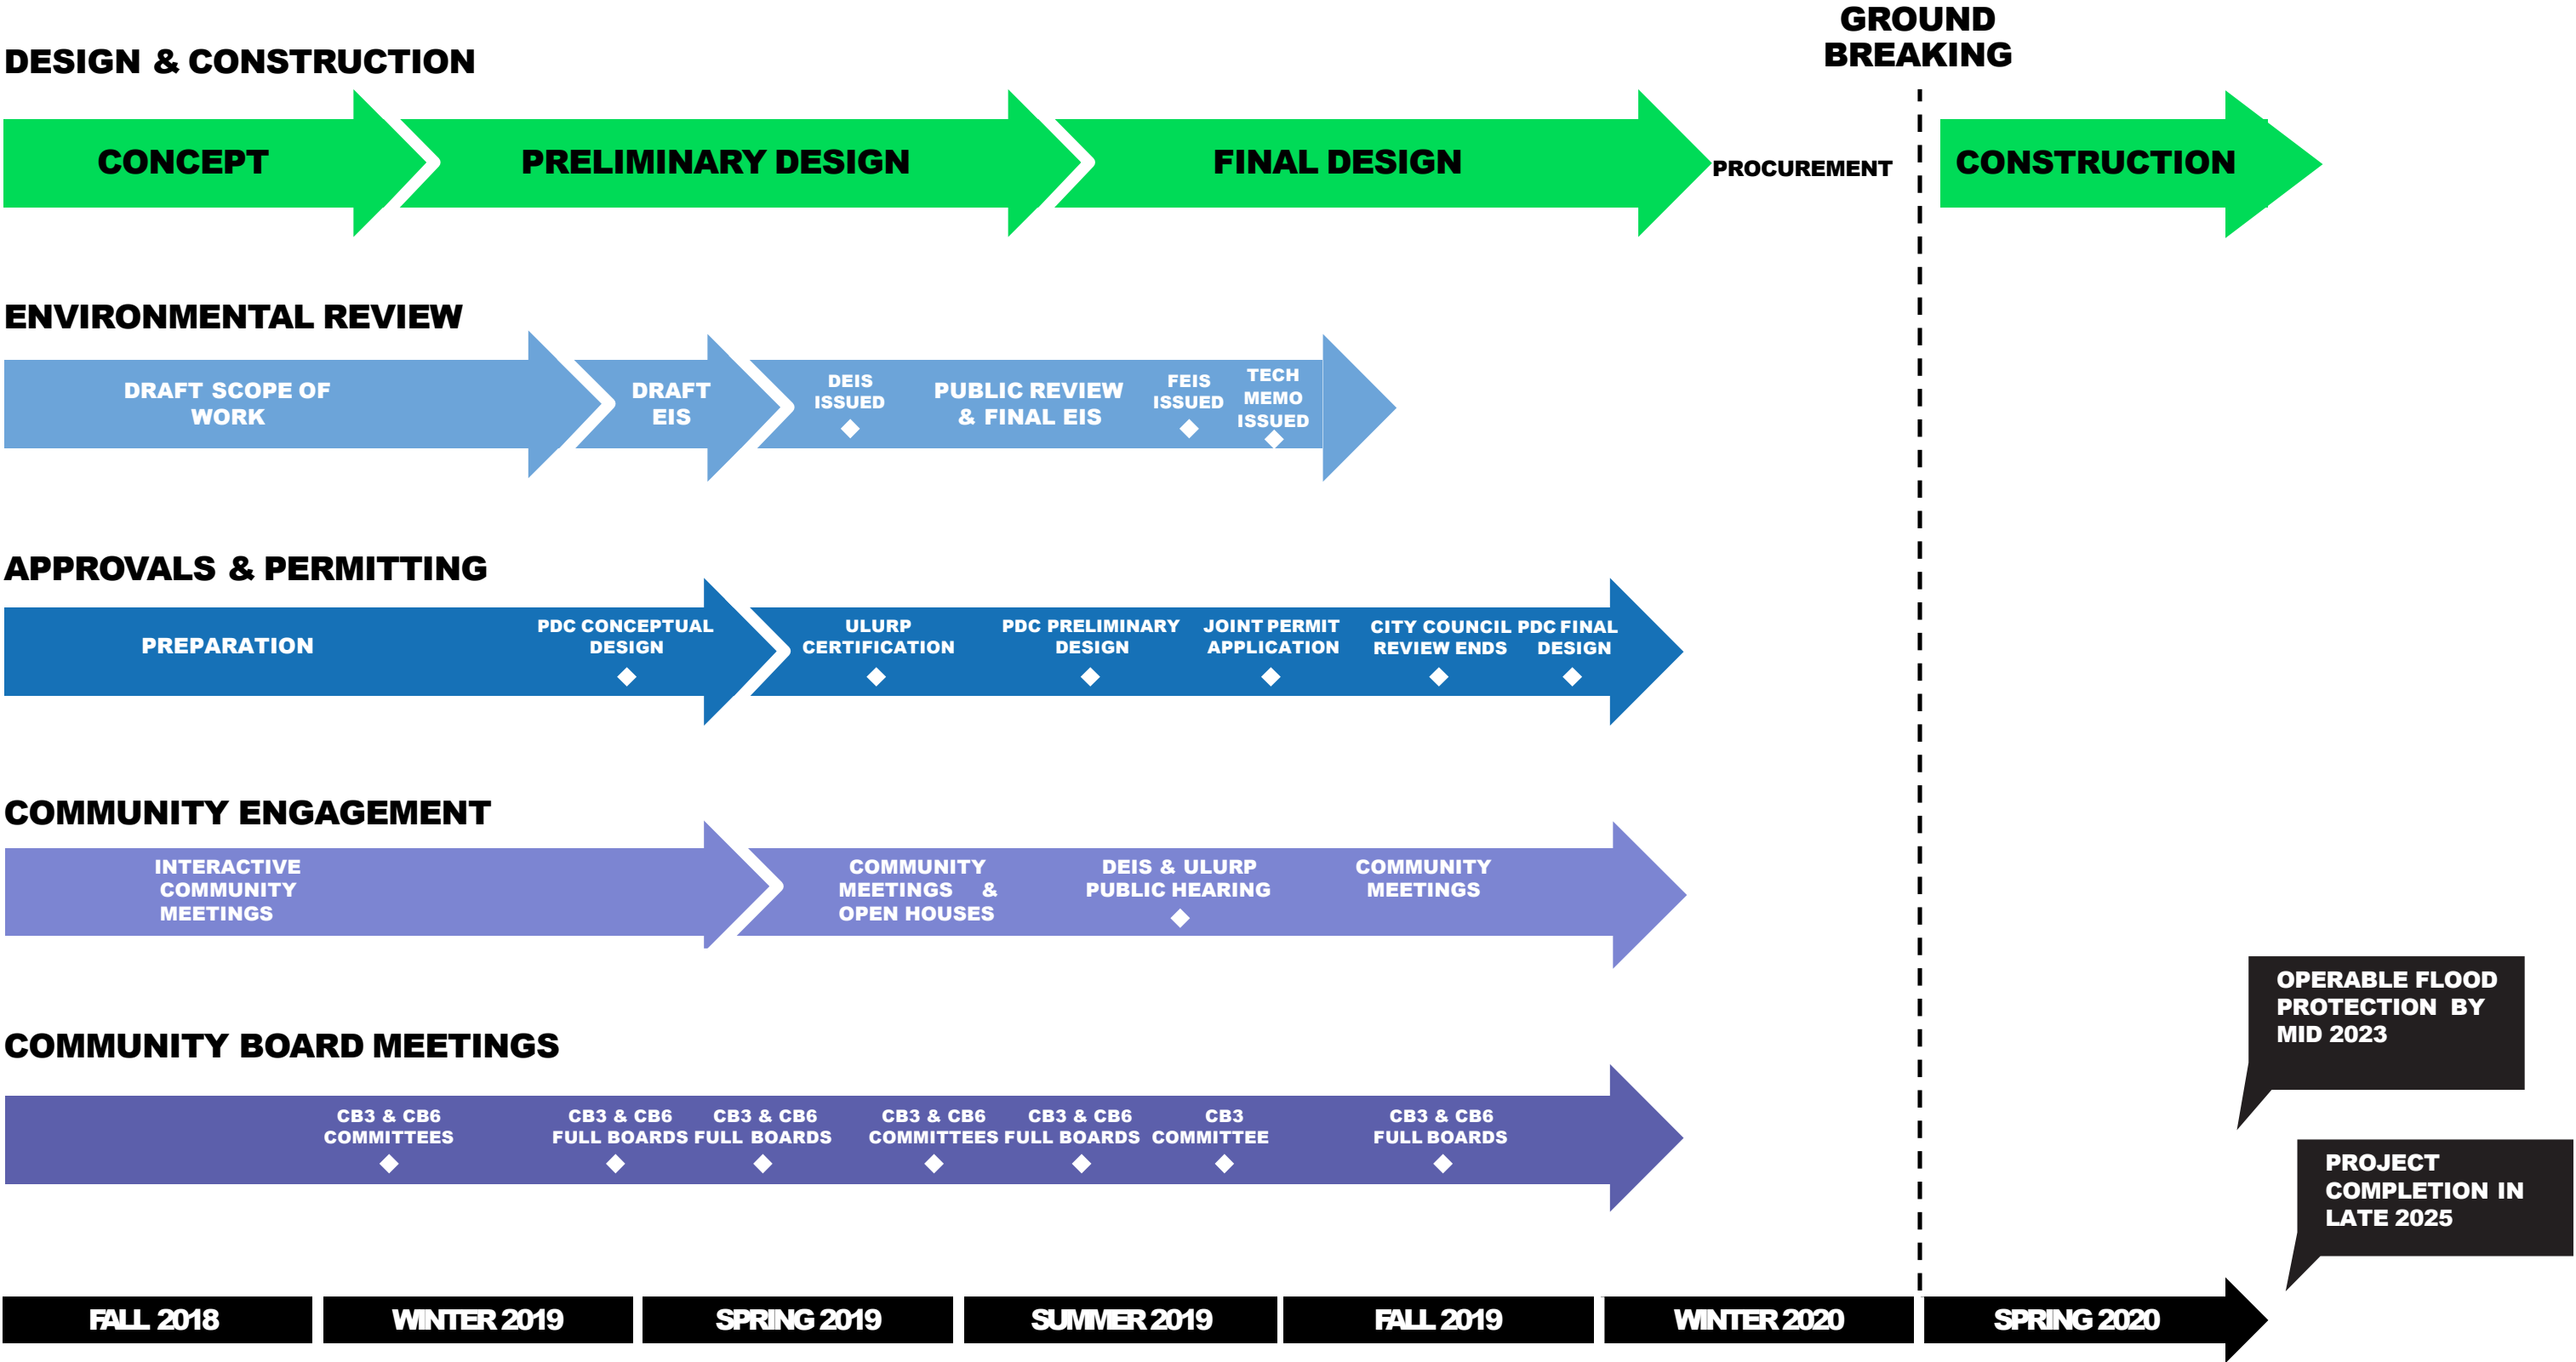 GROUND
BREAKING
DESIGN & CONSTRUCTION
CONCEPT
PRELIMINARY DESIGN
FINAL DESIGN
PROCUREMENT
CONSTRUCTION
ENVIRONMENTAL REVIEW
DRAFT SCOPE OF
WORK
DRAFT
EIS
DEIS
ISSUED
PUBLIC REVIEW
& FINAL EIS
FEIS
ISSUED
TECH
MEMO
ISSUED
APPROVALS & PERMITTING
PREPARATION
PDC CONCEPTUAL
DESIGN
ULURP
CERTIFICATION
PDC PRELIMINARY
DESIGN
JOINT PERMIT
APPLICATION
CITY COUNCIL
REVIEW ENDS
PDC FINAL
DESIGN
COMMUNITY ENGAGEMENT
INTERACTIVE
COMMUNITY
MEETINGS
COMMUNITY
MEETINGS &
OPEN HOUSES
DEIS & ULURP
PUBLIC HEARING
COMMUNITY
MEETINGS
COMMUNITY BOARD MEETINGS
CB3 & CB6
COMMITTEES
CB3 & CB6
FULL BOARDS
CB3 & CB6
FULL BOARDS
CB3 & CB6
COMMITTEES
CB3 & CB6
FULL BOARDS
CB3
COMMITTEE
CB3 & CB6
FULL BOARDS
OPERABLE FLOOD
PROTECTION BY
MID 2023
PROJECT
COMPLETION IN
LATE 2025
FALL 2018
WINTER 2019
SPRING 2019
SUMMER 2019
FALL 2019
WINTER 2020
SPRING 2020